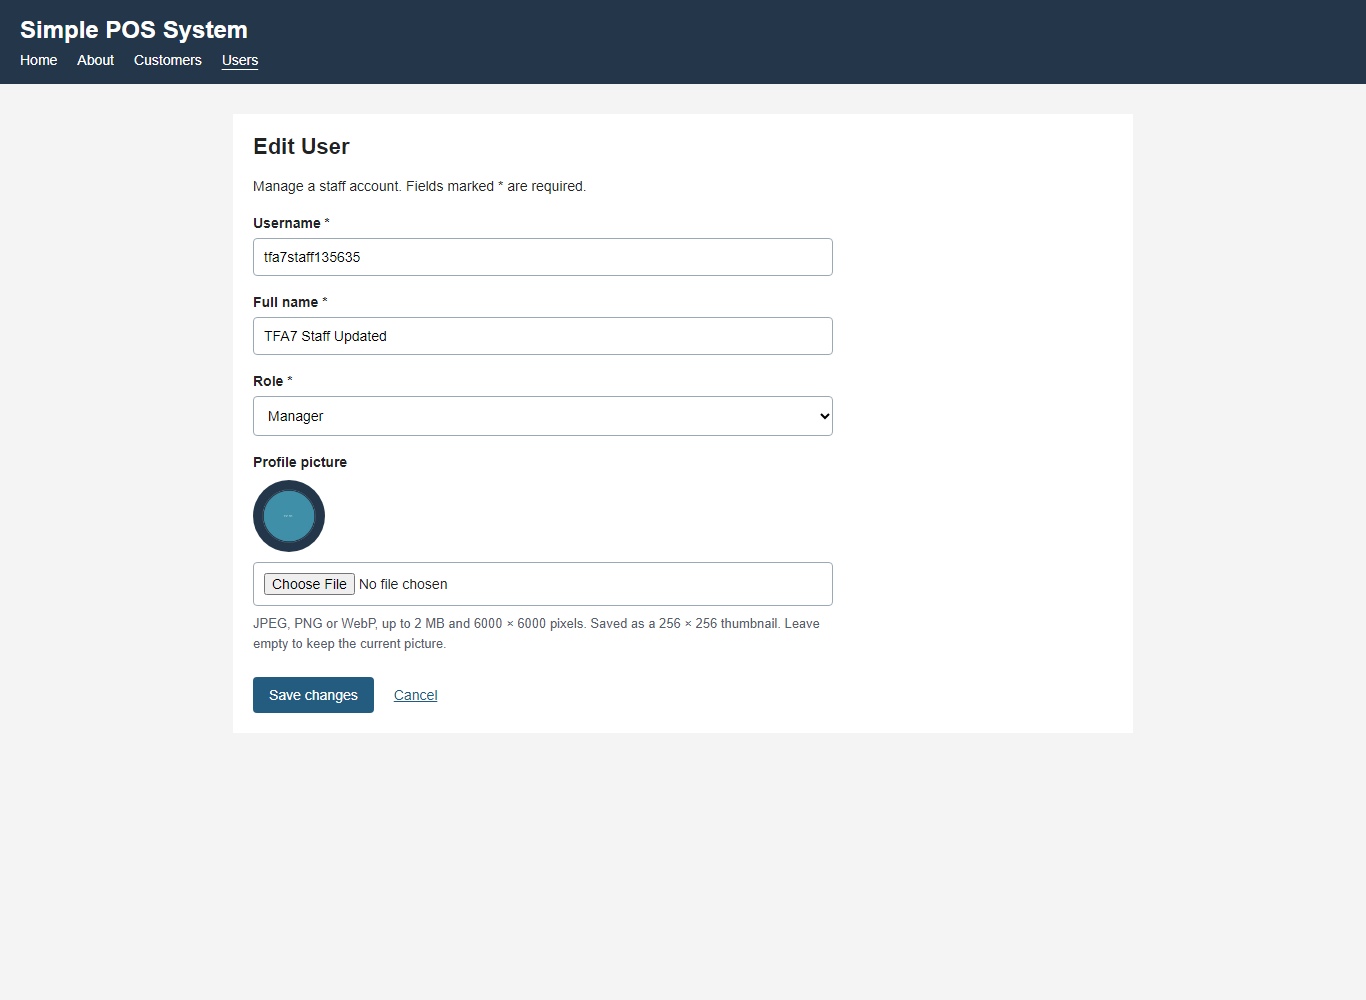 Simple POS System
Home About Customers Users
Edit User
Manage a staff account. Fields marked * are required.
Username *
tfa7staff135635
Full name *
TFA7 Staff Updated
Role *
Manager
Profile picture
Choose File No file chosen
JPEG, PNG or WebP, up to 2 MB and 6000 × 6000 pixels. Saved as a 256 × 256 thumbnail. Leave
empty to keep the current picture.
Save changes Cancel